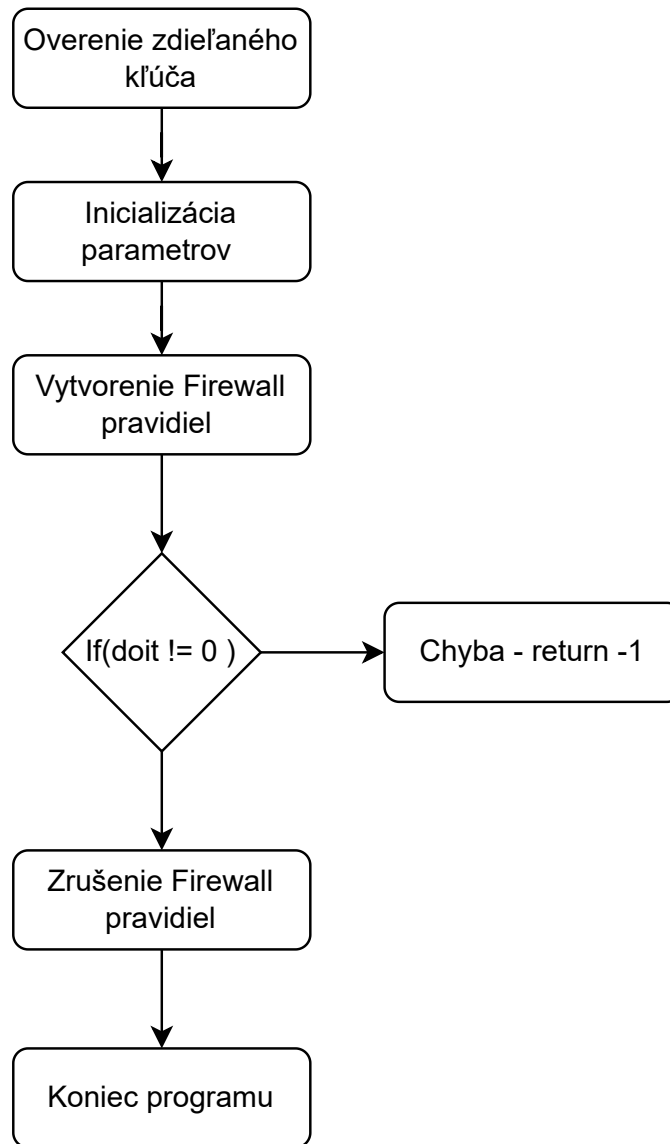 Overenie zdieľaného
kľúča
Inicializácia
parametrov
Vytvorenie Firewall
pravidiel
If(doit != 0 )
Chyba - return -1
Zrušenie Firewall
pravidiel
Koniec programu